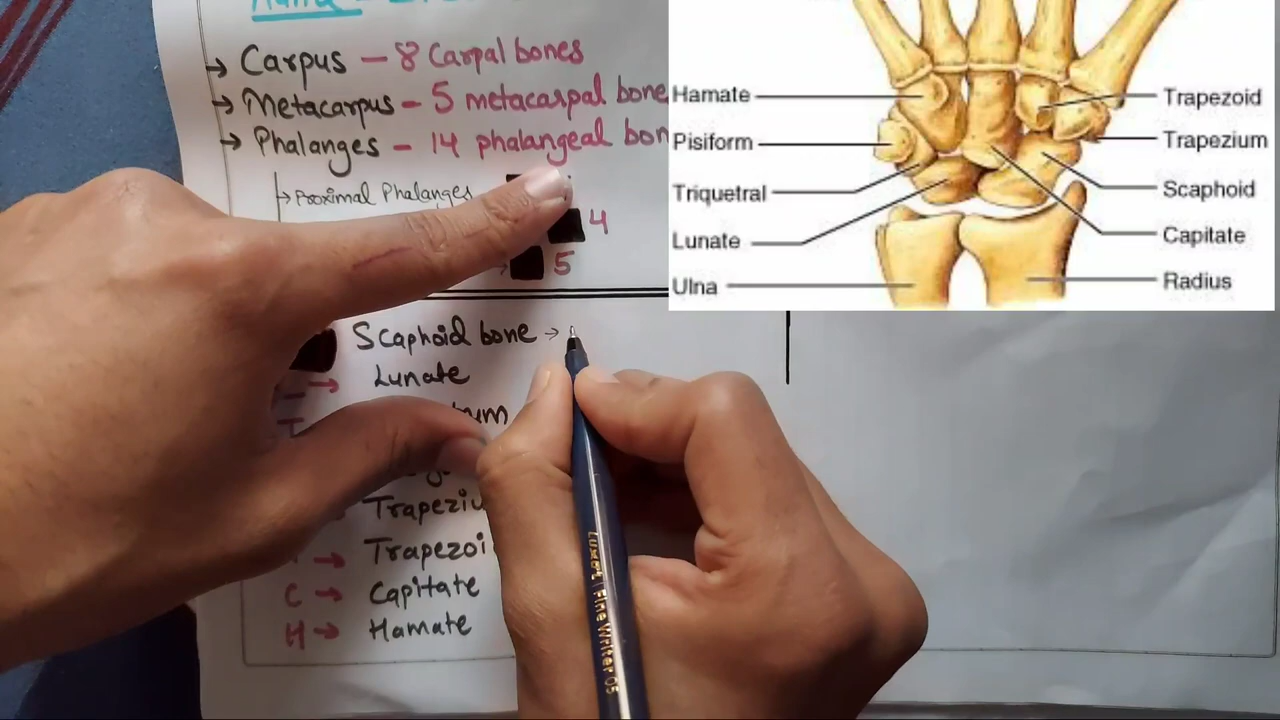 Carpus – 8 Carpal bones
→ Metacarpus – 5 metacarpal bone
→ Phalanges – 14 phalangeal bon
Proximal Phalanges
4
5
Scaphoid bone →
→ Lunate
Trapeziu
T → Trapezoi
C → Capitate
H → Hamate
Hamate
Pisiform
Triquetral
Lunate
Ulna
Trapezoid
Trapezium
Scaphoid
Capitate
Radius
Luxor Fine Writer 05